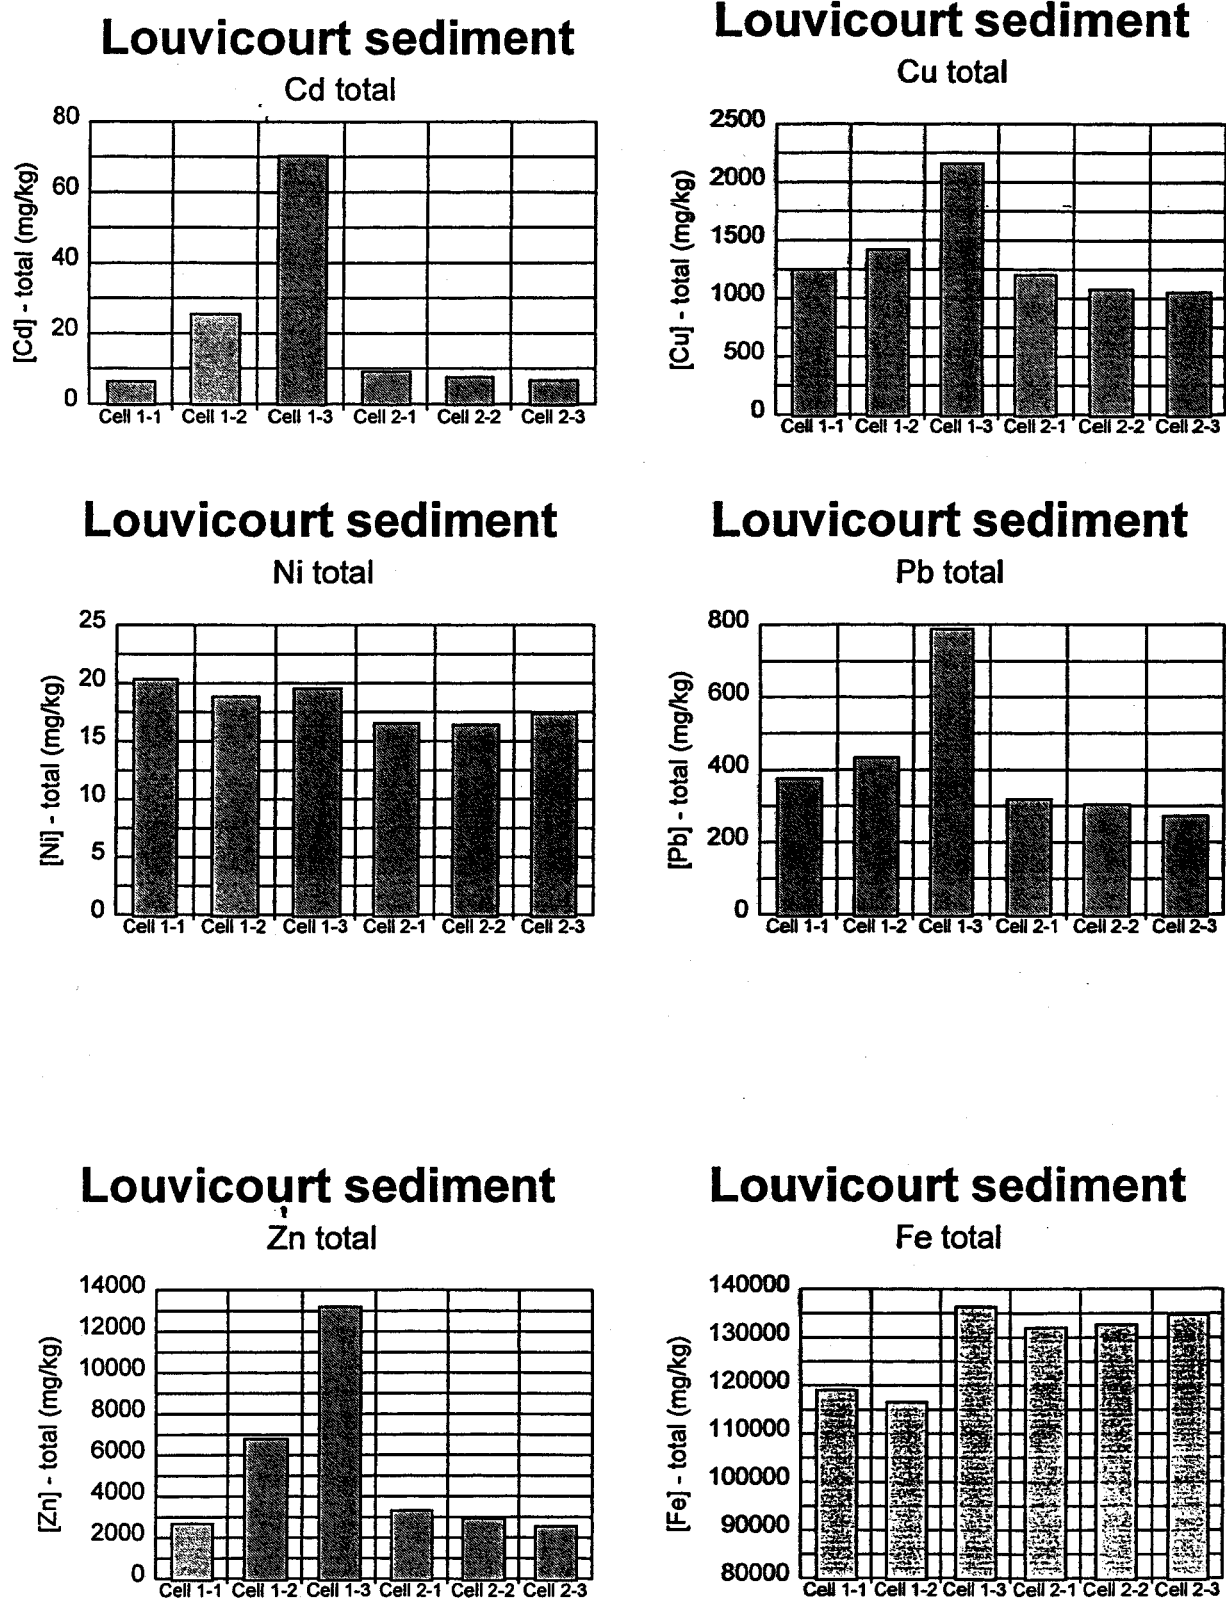 Louvicourt sediment
Cd total
80
60
40
20
0
[Cd] - total (mg/kg)
Cell 1-1 Cell 1-2 Cell 1-3 Cell 2-1 Cell 2-2 Cell 2-3
Louvicourt sediment
Cu total
2500
2000
1500
1000
500
0
[Cu] - total (mg/kg)
Cell 1-1 Cell 1-2 Cell 1-3 Cell 2-1 Cell 2-2 Cell 2-3
Louvicourt sediment
Ni total
25
20
15
10
5
0
[Ni] - total (mg/kg)
Cell 1-1 Cell 1-2 Cell 1-3 Cell 2-1 Cell 2-2 Cell 2-3
Louvicourt sediment
Pb total
800
600
400
200
0
[Pb] - total (mg/kg)
Cell 1-1 Cell 1-2 Cell 1-3 Cell 2-1 Cell 2-2 Cell 2-3
Louvicourt sediment
Zn total
14000
12000
10000
8000
6000
4000
2000
0
[Zn] - total (mg/kg)
Cell 1-1 Cell 1-2 Cell 1-3 Cell 2-1 Cell 2-2 Cell 2-3
Louvicourt sediment
Fe total
140000
130000
120000
110000
100000
90000
80000
[Fe] - total (mg/kg)
Cell 1-1 Cell 1-2 Cell 1-3 Cell 2-1 Cell 2-2 Cell 2-3